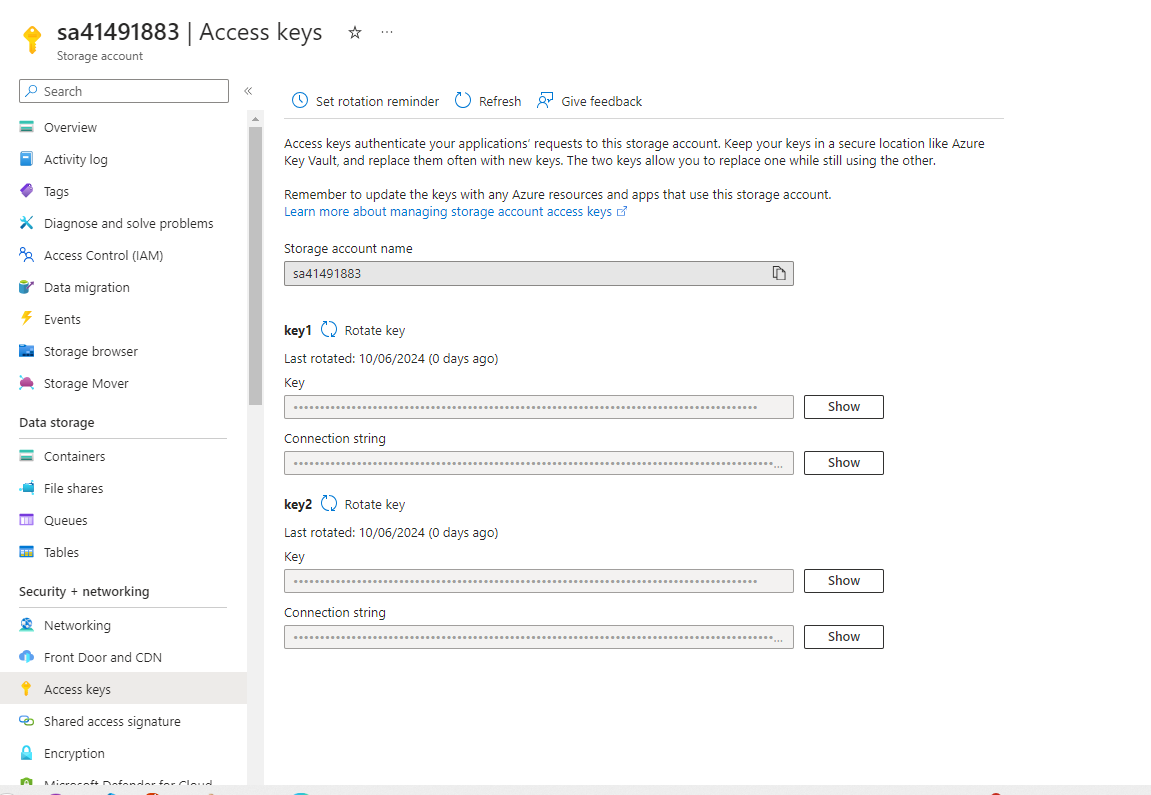 sa41491883 | Access keys ☆ ...
Storage account
Search «
Overview
Activity log
Tags
Diagnose and solve problems
Access Control (IAM)
Data migration
Events
Storage browser
Storage Mover
Data storage
Containers
File shares
Queues
Tables
Security + networking
Networking
Front Door and CDN
Access keys
Shared access signature
Encryption
Microsoft Defender for Cloud
Set rotation reminder Refresh Give feedback
Access keys authenticate your applications' requests to this storage account. Keep your keys in a secure location like Azure
Key Vault, and replace them often with new keys. The two keys allow you to replace one while still using the other.
Remember to update the keys with any Azure resources and apps that use this storage account.
Learn more about managing storage account access keys
Storage account name
sa41491883
key1 Rotate key
Last rotated: 10/06/2024 (0 days ago)
Key
Show
Connection string
... Show
key2 Rotate key
Last rotated: 10/06/2024 (0 days ago)
Key
Show
Connection string
... Show